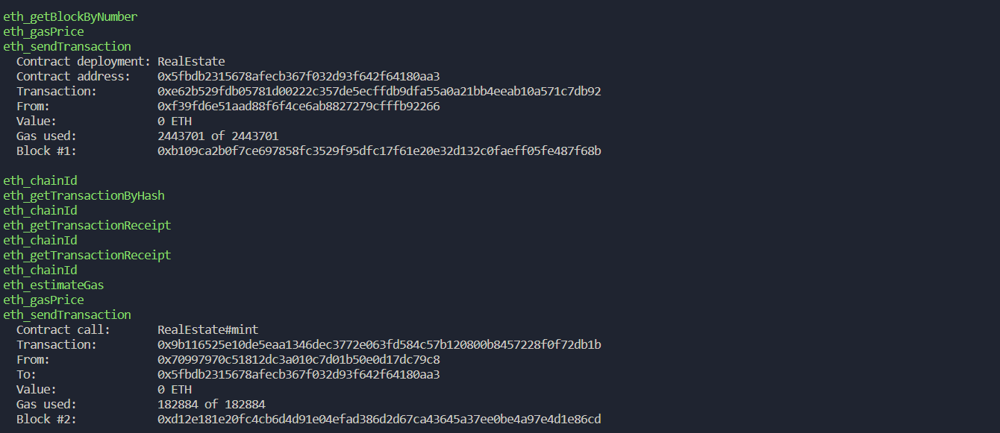 eth_getBlockByNumber
eth_gasPrice
eth_sendTransaction
  Contract deployment: RealEstate
  Contract address:    0x5fbdb2315678afecb367f032d93f642f64180aa3
  Transaction:         0xe62b529fdb05781d00222c357de5ecffdb9dfa55a0a21bb4eeab10a571c7db92
  From:                0xf39fd6e51aad88f6f4ce6ab8827279cfffb92266
  Value:               0 ETH
  Gas used:            2443701 of 2443701
  Block #1:            0xb109ca2b0f7ce697858fc3529f95dfc17f61e20e32d132c0faeff05fe487f68b

eth_chainId
eth_getTransactionByHash
eth_chainId
eth_getTransactionReceipt
eth_chainId
eth_getTransactionReceipt
eth_chainId
eth_estimateGas
eth_gasPrice
eth_sendTransaction
  Contract call:       RealEstate#mint
  Transaction:         0x9b116525e10de5eaa1346dec3772e063fd584c57b120800b8457228f0f72db1b
  From:                0x70997970c51812dc3a010c7d01b50e0d17dc79c8
  To:                  0x5fbdb2315678afecb367f032d93f642f64180aa3
  Value:               0 ETH
  Gas used:            182884 of 182884
  Block #2:            0xd12e181e20fc4cb6d4d91e04efad386d2d67ca43645a37ee0be4a97e4d1e86cd